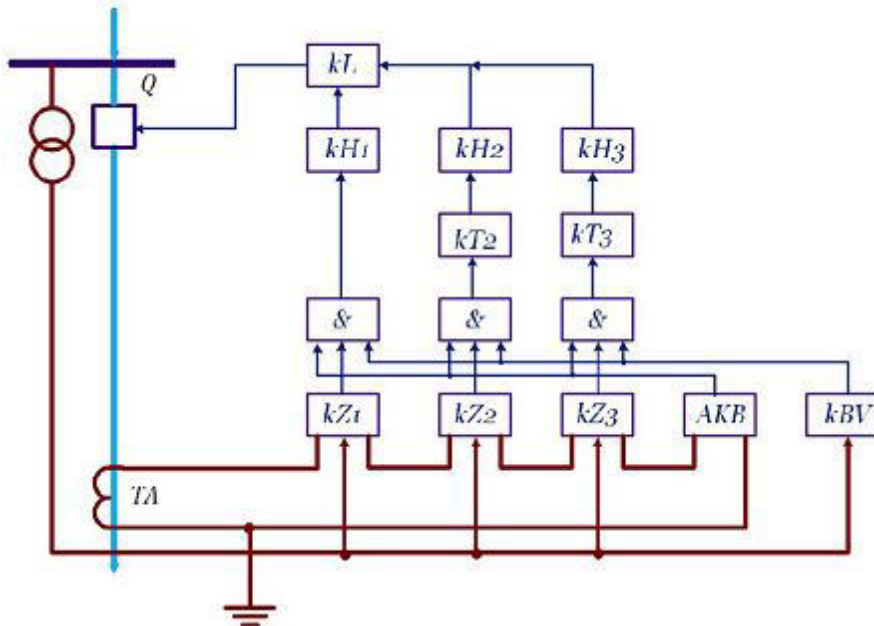 Q
kL
kH1 kH2 kH3
kT2 kT3
& & &
kZ1 kZ2 kZ3 AKB kBV
TA